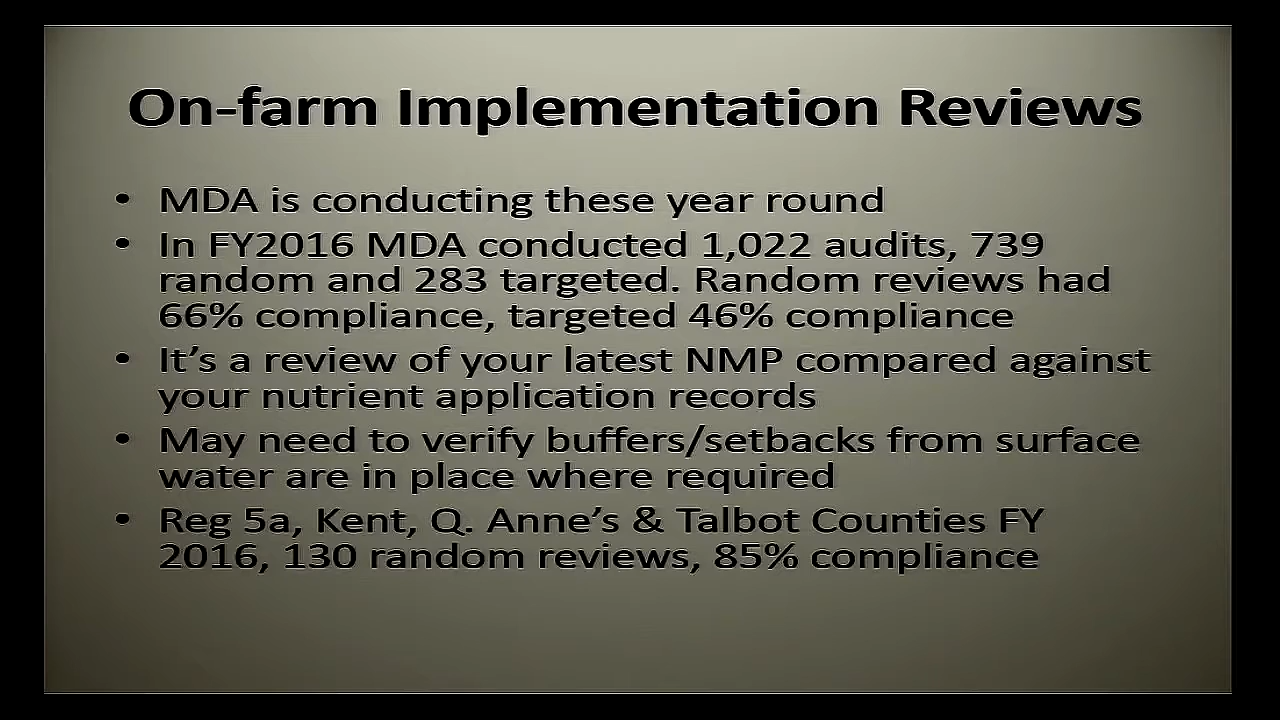 On-farm Implementation Reviews
• MDA is conducting these year round
• In FY2016 MDA conducted 1,022 audits, 739
random and 283 targeted. Random reviews had
66% compliance, targeted 46% compliance
• It's a review of your latest NMP compared against
your nutrient application records
• May need to verify buffers/setbacks from surface
water are in place where required
• Reg 5a, Kent, Q. Anne's & Talbot Counties FY
2016, 130 random reviews, 85% compliance